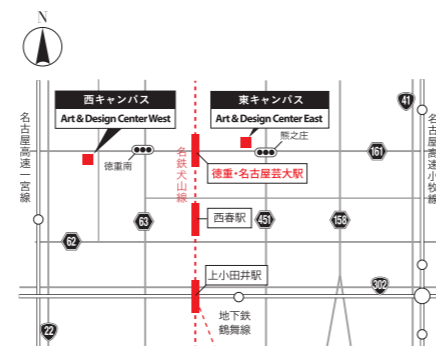 N
西キャンパス
Art & Design Center West
東キャンパス
Art & Design Center East
41
名古屋高速一宮線
名鉄犬山線
名古屋高速小牧線
熊之庄
徳重南
161
徳重・名古屋芸大駅
西春駅
63
451
158
62
上小田井駅
302
地下鉄
鶴舞線
22